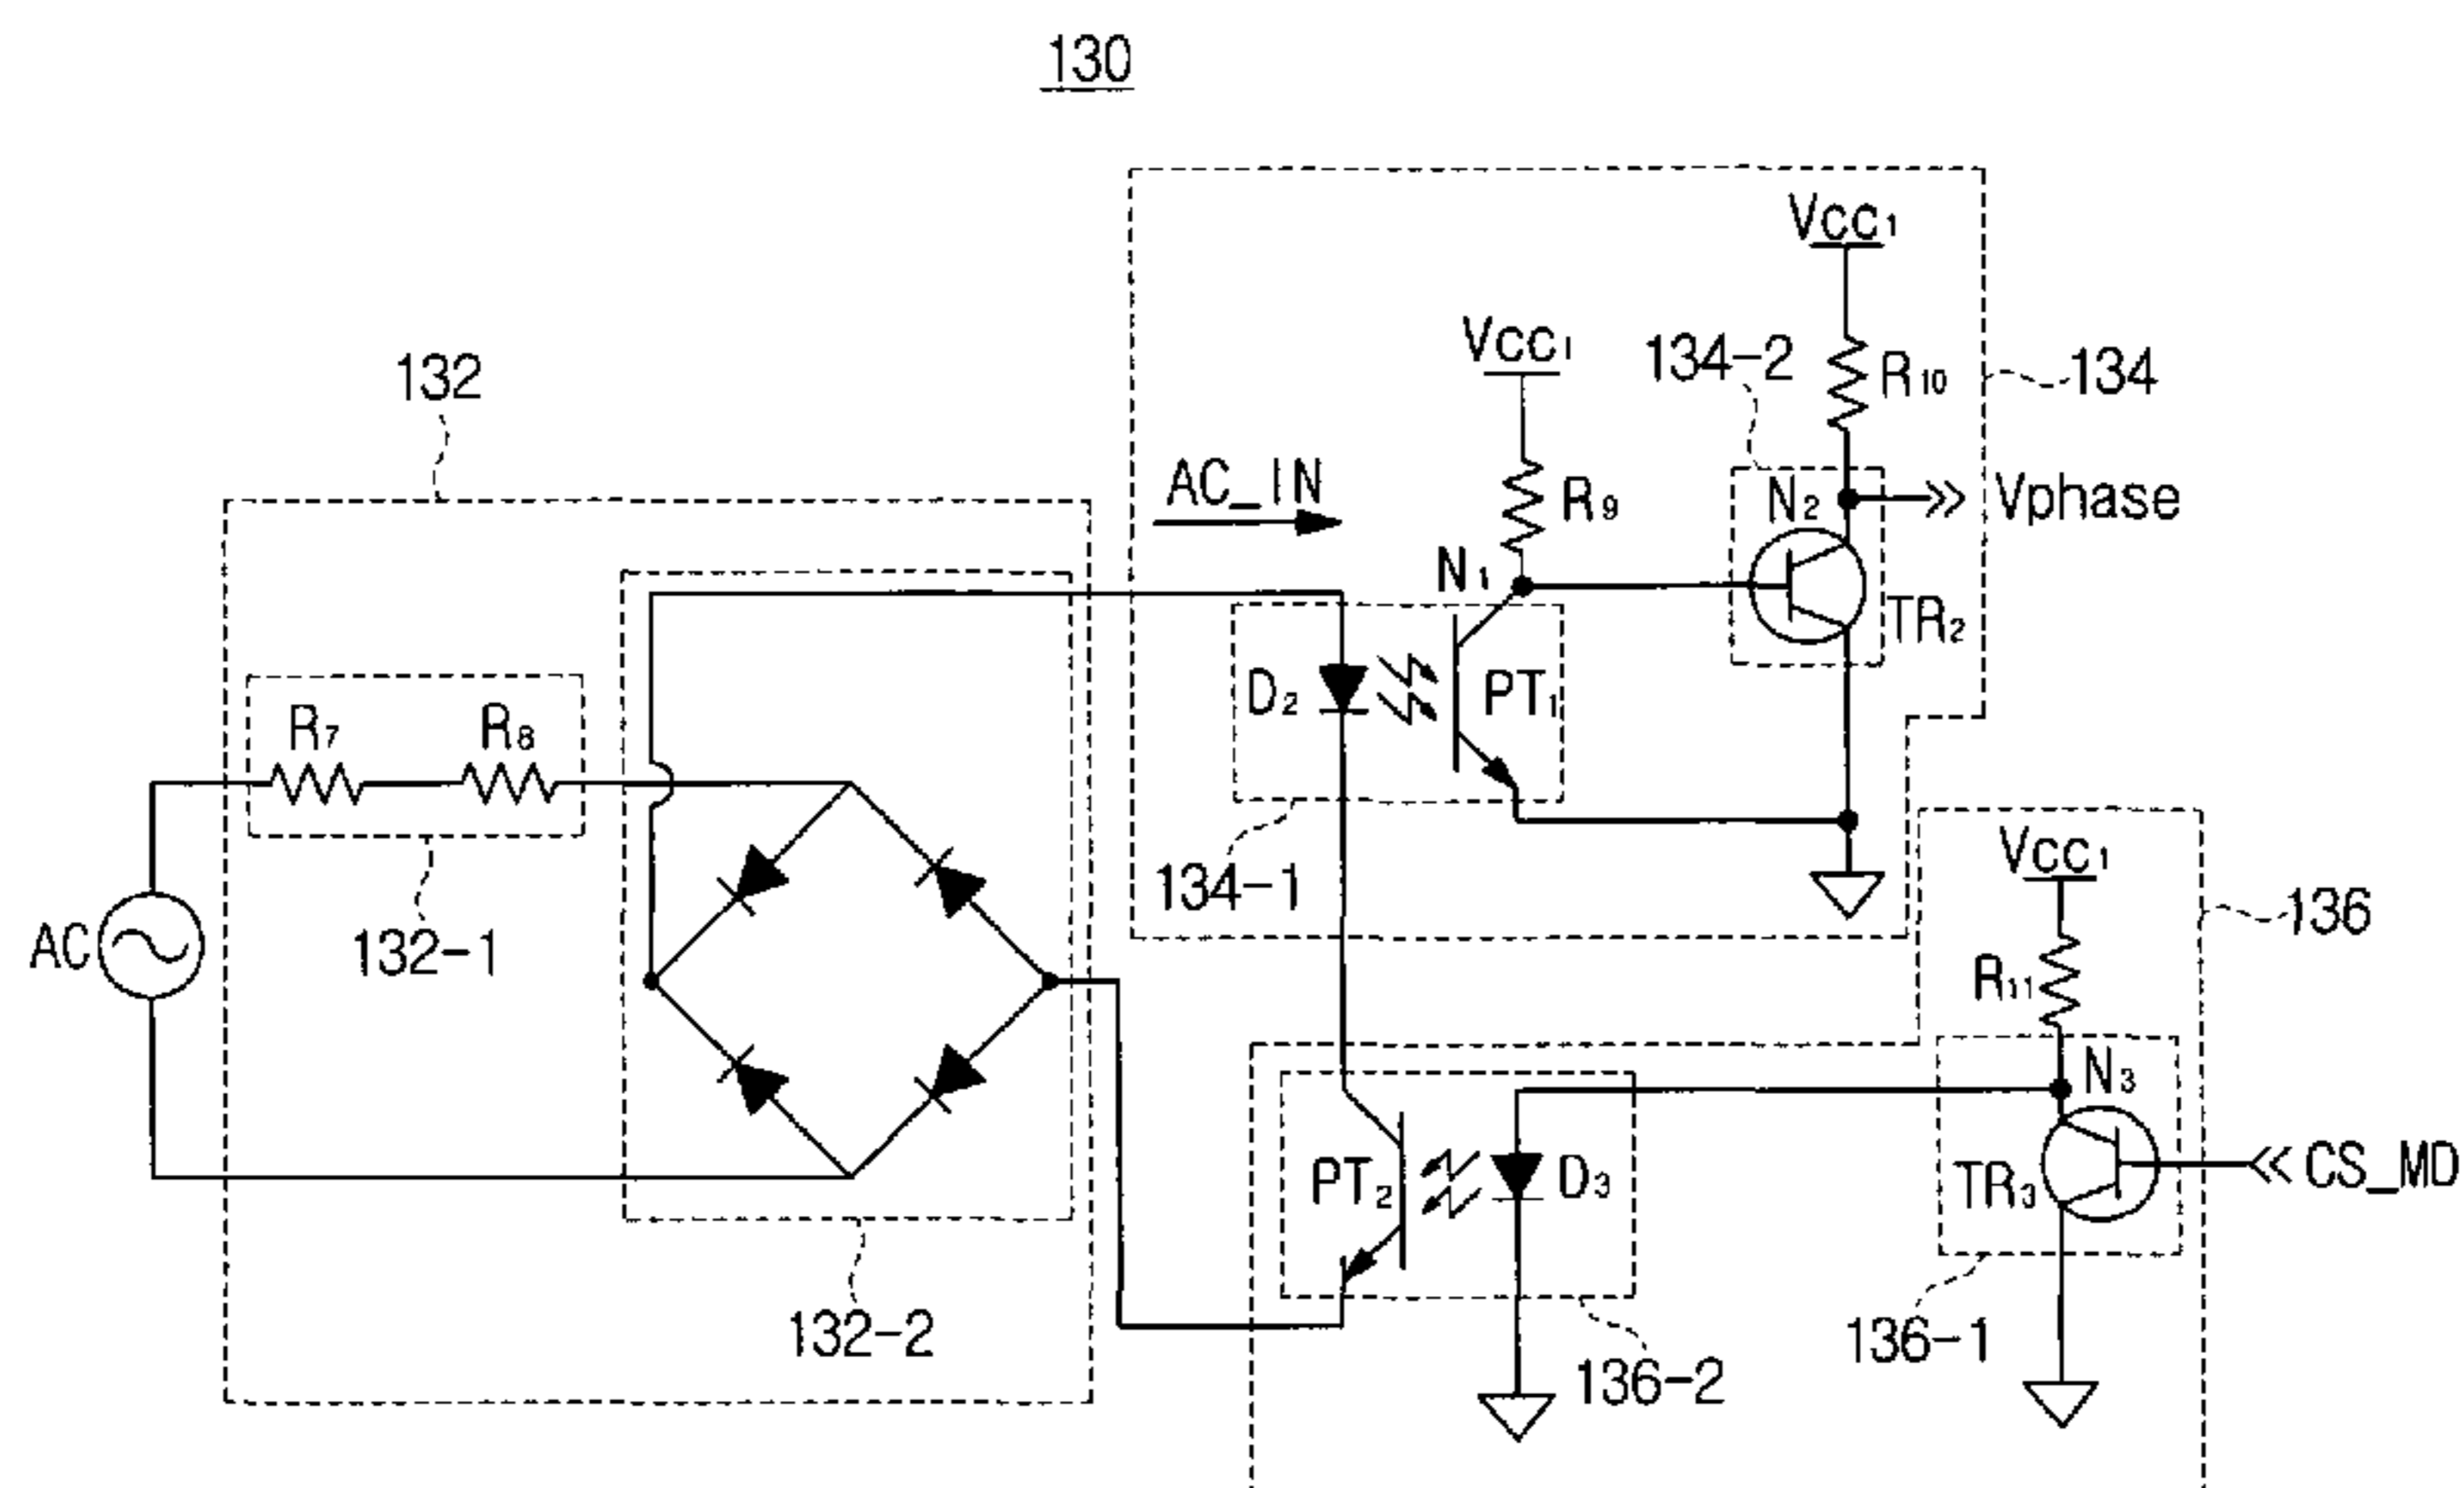 130
Vcc1
Vcc1
134-2
R10
134
132
AC_IN
R9
N2
Vphase
N1
TR2
D2
PT1
R7
R8
134-1
Vcc1
136
AC
132-1
R11
N3
PT2
D3
TR3
CS_MD
132-2
136-1
136-2